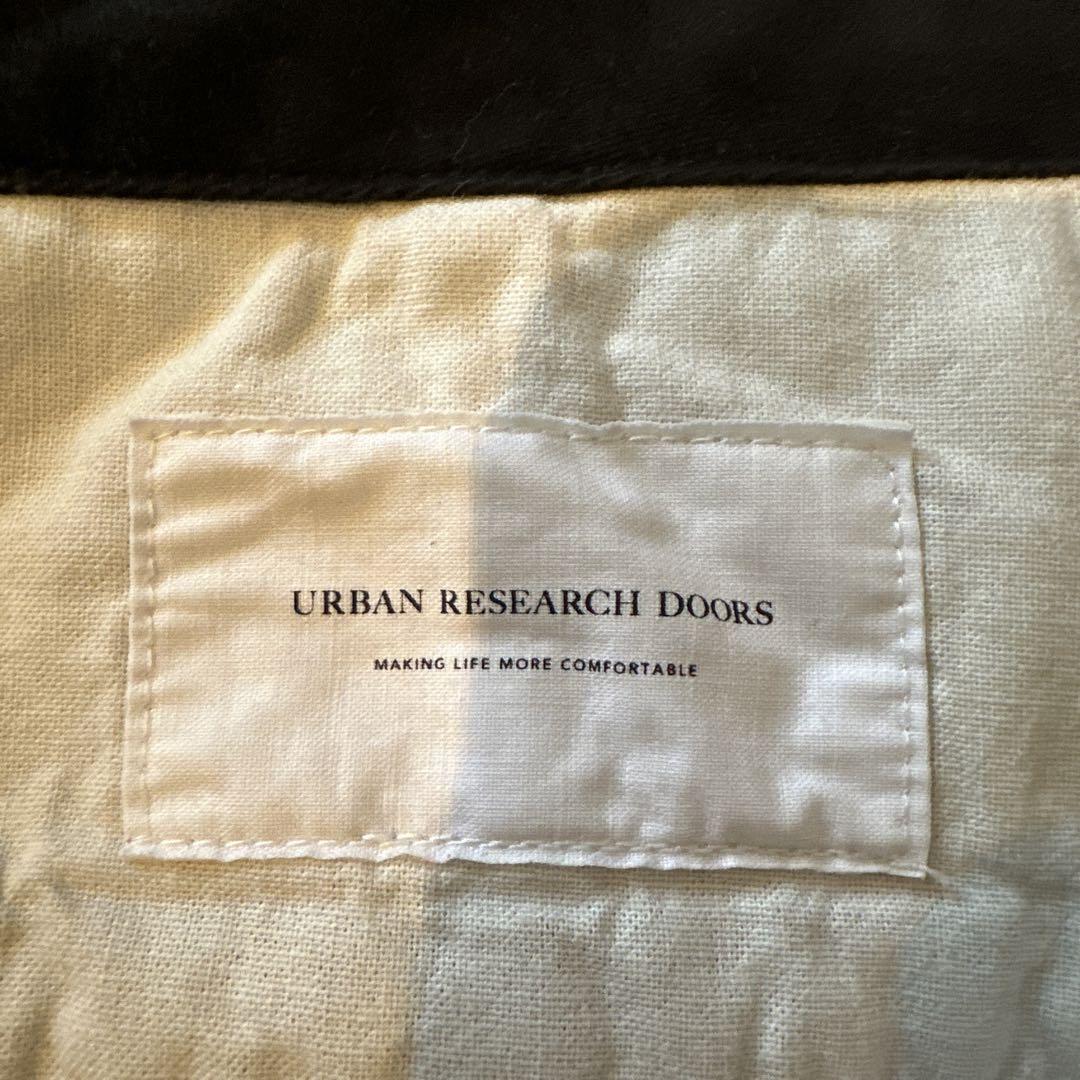 URBAN RESEARCH DOORS
MAKING LIFE MORE COMFORTABLE